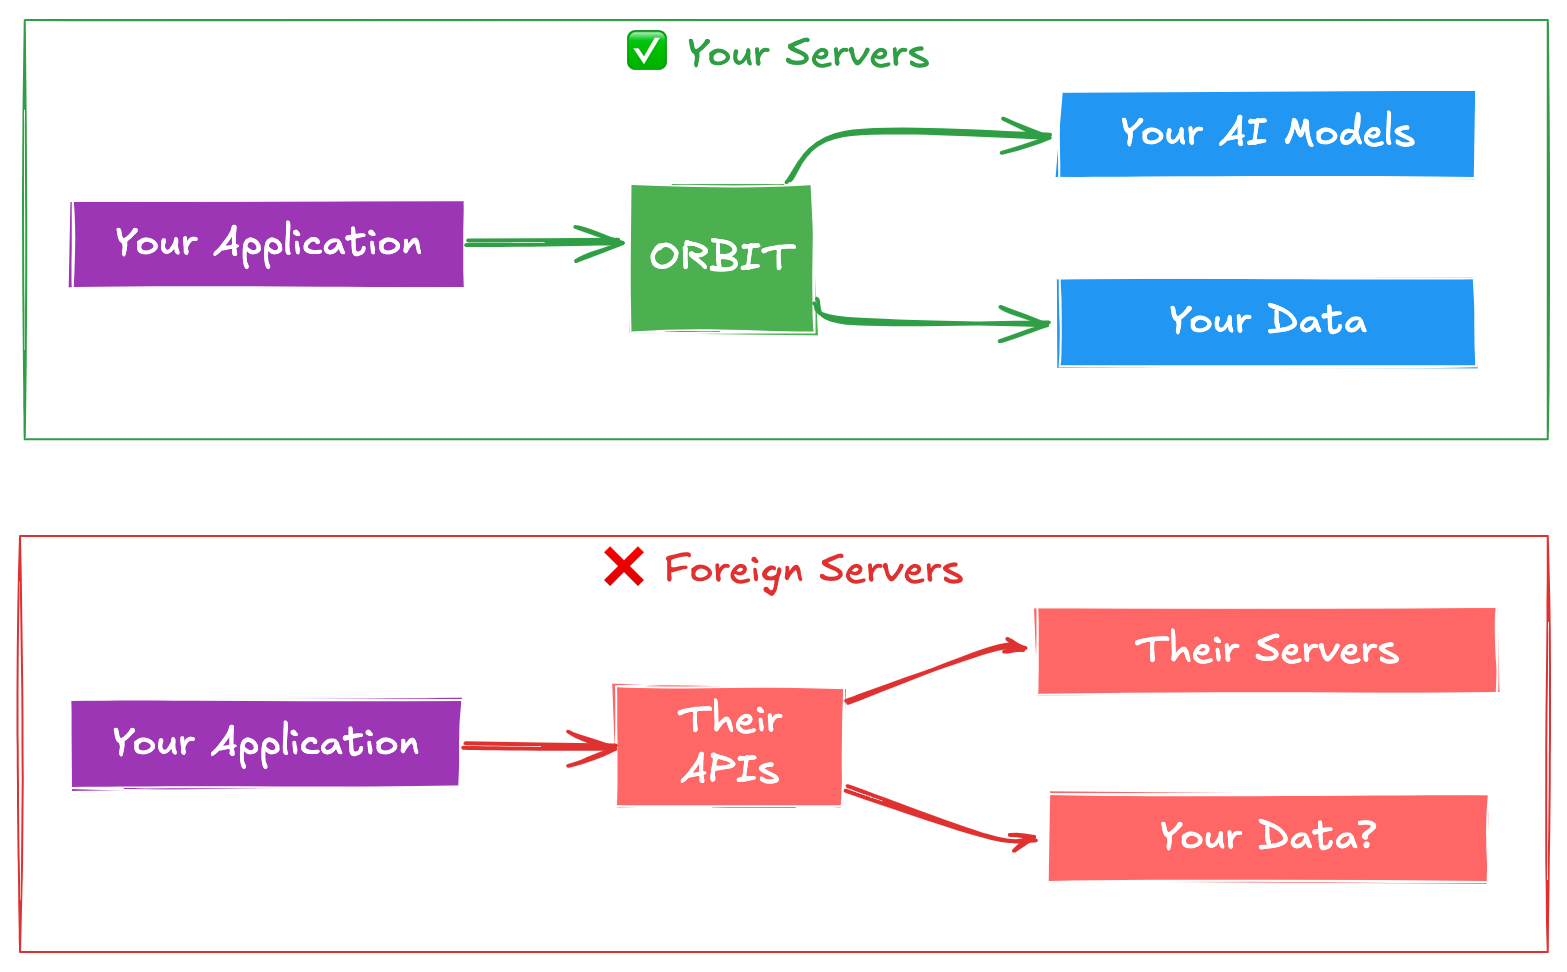 ✅ Your Servers
Your AI Models
Your Application
ORBIT
Your Data
❌ Foreign Servers
Their Servers
Your Application
Their
APIs
Your Data?